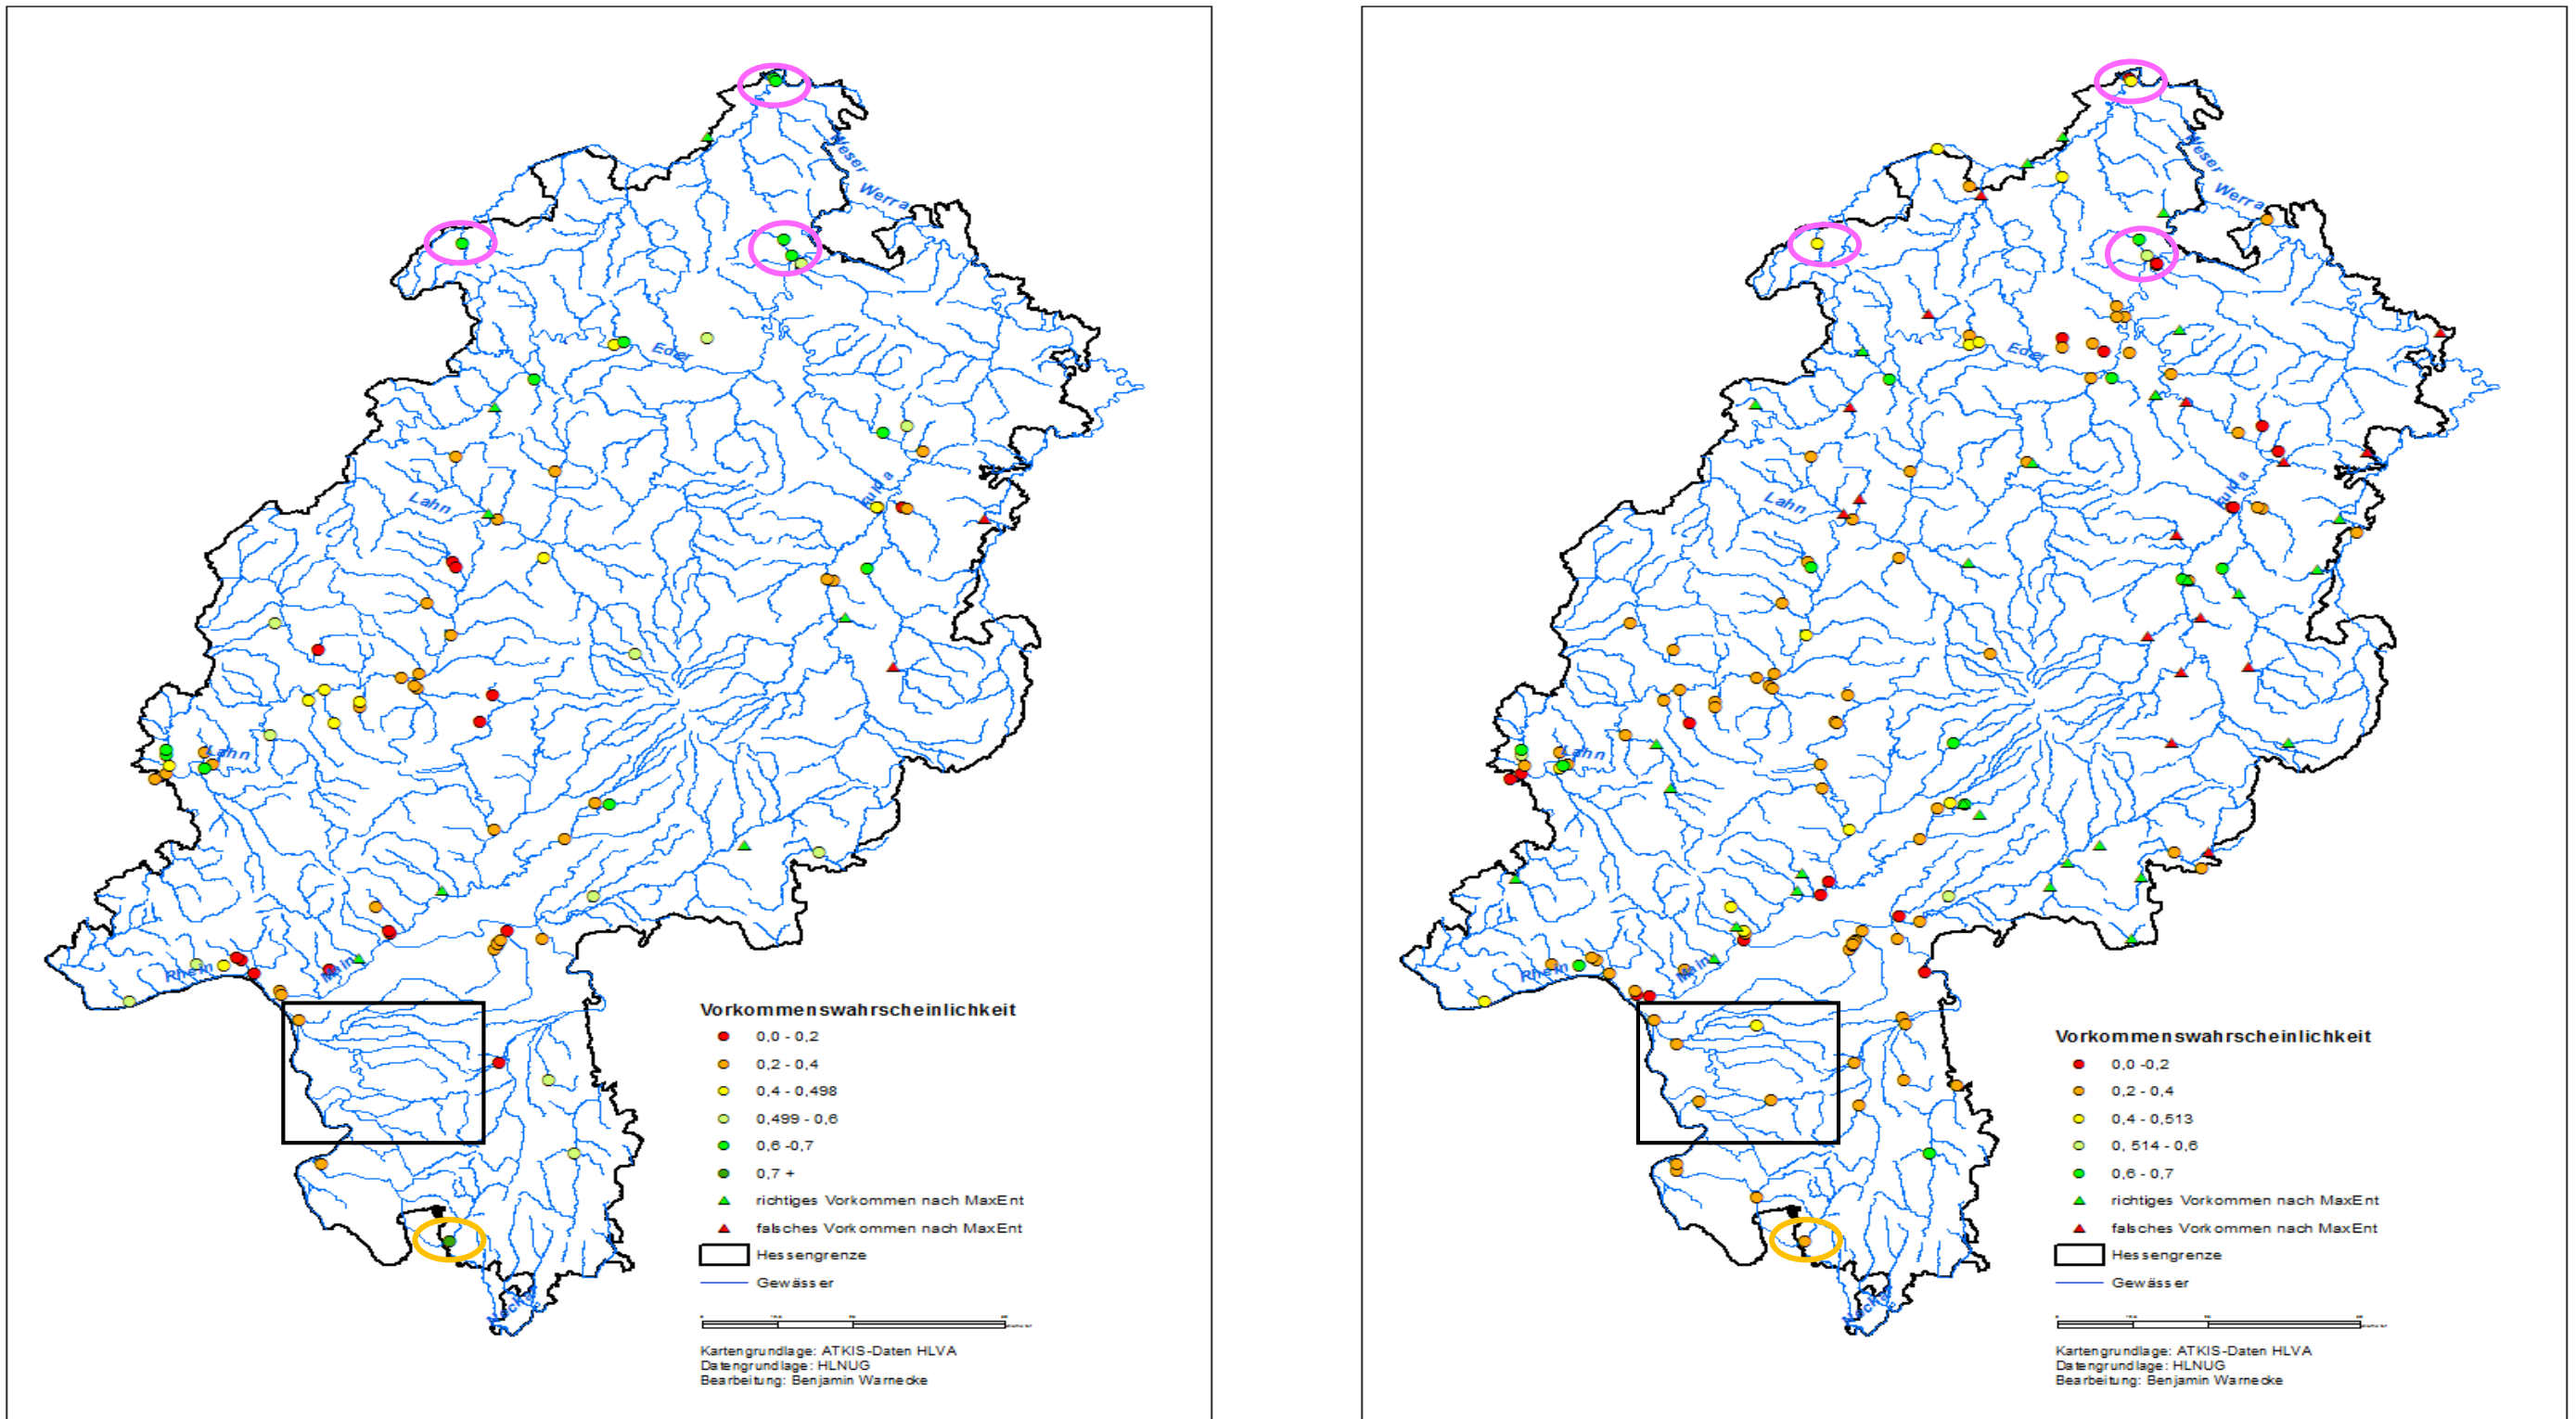 Weser
Werra
Eder
Lahn
Fulda
Lahn
Rhein
Main
Neckar
Vorkommenswahrscheinlichkeit
0,0 - 0,2
0,2 - 0,4
0,4 - 0,498
0,499 - 0,6
0,6 -0,7
0,7 +
richtiges Vorkommen nach MaxEnt
falsches Vorkommen nach MaxEnt
Hessengrenze
Gewässer
Kartengrundlage: ATKIS-Daten HLVA
Datengrundlage: HLNUG
Bearbeitung: Benjamin Warnecke
Weser
Werra
Eder
Lahn
Fulda
Lahn
Rhein
Main
Neckar
Vorkommenswahrscheinlichkeit
0,0 -0,2
0,2 - 0,4
0,4 - 0,513
0, 514 - 0,6
0,6 - 0,7
richtiges Vorkommen nach MaxEnt
falsches Vorkommen nach MaxEnt
Hessengrenze
Gewässer
Kartengrundlage: ATKIS-Daten HLVA
Datengrundlage: HLNUG
Bearbeitung: Benjamin Warnecke